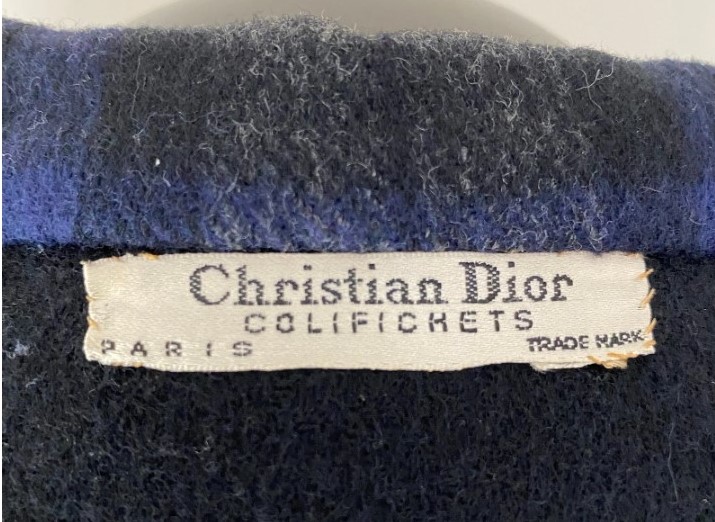 Christian Dior
COLIFICHETS
PARIS TRADE MARK